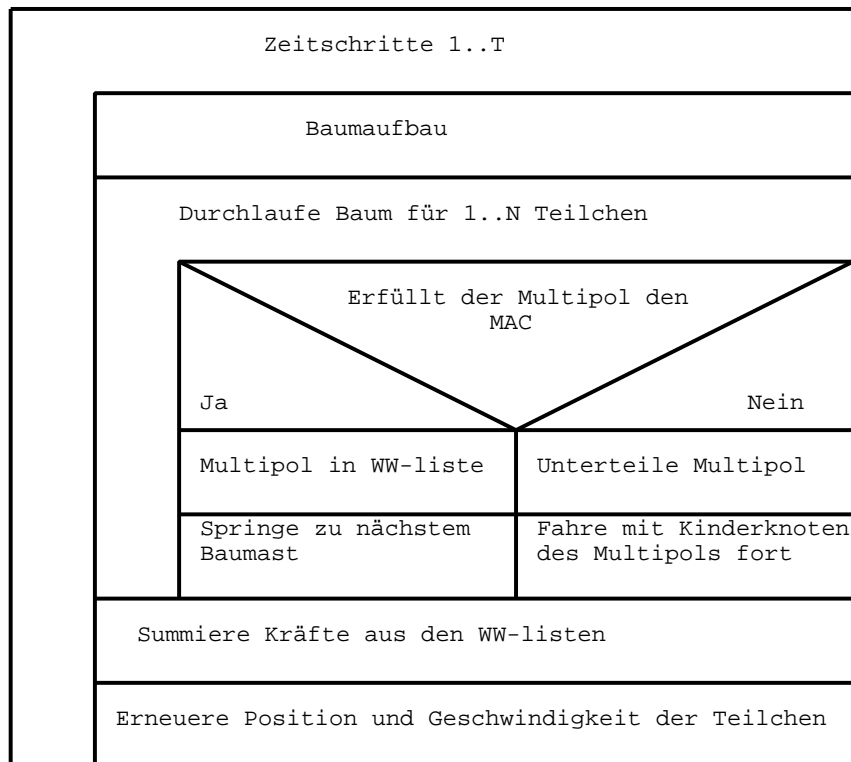 Zeitschritte 1..T
Baumaufbau
Durchlaufe Baum für 1..N Teilchen
Erfüllt der Multipol den
MAC
Ja
Nein
Multipol in WW-liste
Unterteile Multipol
Springe zu nächstem
Baumast
Fahre mit Kinderknoten
des Multipols fort
Summiere Kräfte aus den WW-listen
Erneuere Position und Geschwindigkeit der Teilchen